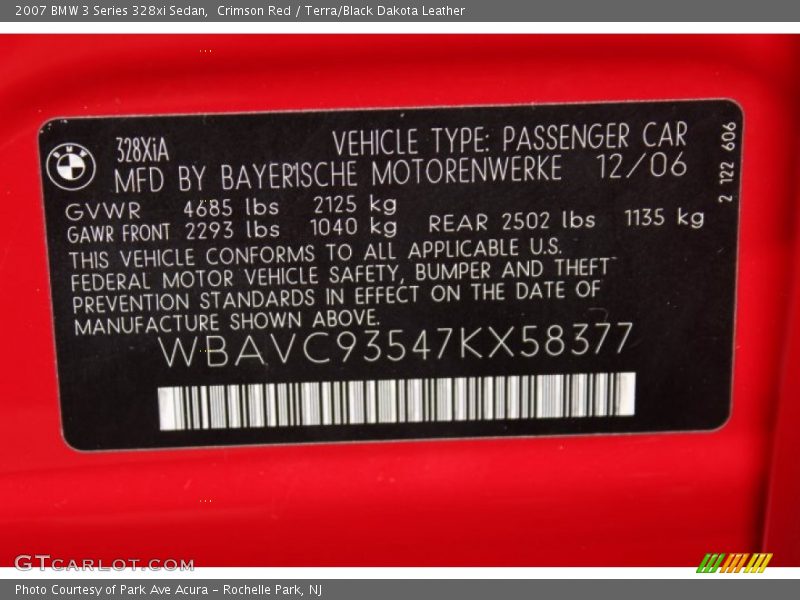 2007 BMW 3 Series 328xi Sedan, Crimson Red / Terra/Black Dakota Leather
BMW
328XiA
VEHICLE TYPE: PASSENGER CAR
MFD BY BAYERISCHE MOTORENWERKE 12/06
2 122 606
GVWR 4685 lbs 2125 kg
GAWR FRONT 2293 lbs 1040 kg REAR 2502 lbs 1135 kg
THIS VEHICLE CONFORMS TO ALL APPLICABLE U.S.
FEDERAL MOTOR VEHICLE SAFETY, BUMPER AND THEFT
PREVENTION STANDARDS IN EFFECT ON THE DATE OF
MANUFACTURE SHOWN ABOVE.
WBAVC93547KX58377
GTCARLOT.COM
Photo Courtesy of Park Ave Acura - Rochelle Park, NJ